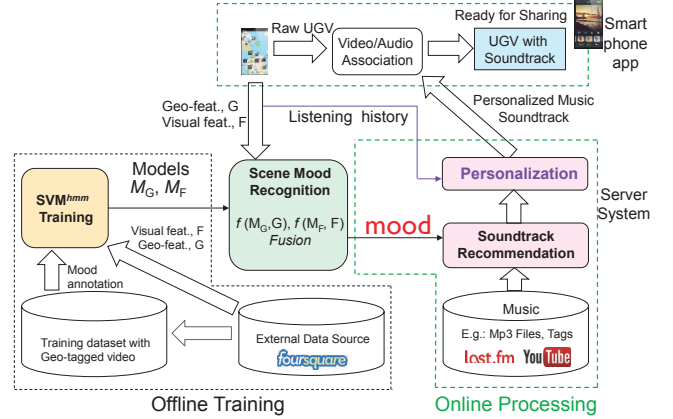 Raw UGV
Video/Audio
Association
Ready for Sharing
UGV with
Soundtrack
Smart
phone
app
Geo-feat., G
Visual feat., F
Listening history
Personalized Music
Soundtrack
Models
M_G, M_F
SVM^hmm
Training
Scene Mood
Recognition
f (M_G,G), f (M_F, F)
Fusion
mood
Personalization
Soundtrack
Recommendation
Server
System
Visual feat., F
Geo-feat., G
Mood
annotation
Training dataset with
Geo-tagged video
External Data Source
foursquare
Music
E.g.: Mp3 Files, Tags
lost.fm YouTube
Offline Training
Online Processing